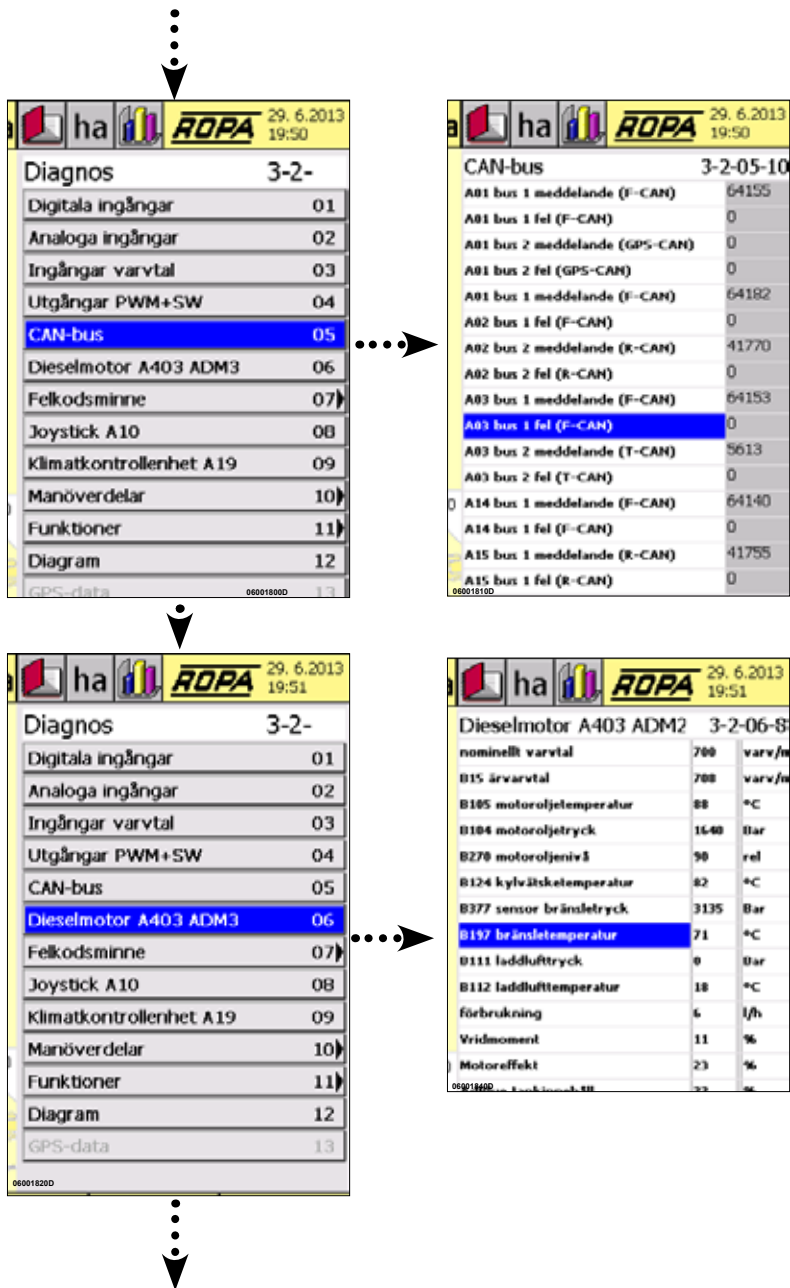 ha ROPA 29. 6.2013
19:50
Diagnos 3-2-
Digitala ingångar 01
Analoga ingångar 02
Ingångar varvtal 03
Utgångar PWM+SW 04
CAN-bus 05
Dieselmotor A403 ADM3 06
Felkodsminne 07
Joystick A10 08
Klimatkontrollenhet A19 09
Manöverdelar 10
Funktioner 11
Diagram 12
GPS-data 13
06001800D
a ha ROPA 29. 6.2013
19:50
CAN-bus 3-2-05-10
A01 bus 1 meddelande (F-CAN) 64155
A01 bus 1 fel (F-CAN) 0
A01 bus 2 meddelande (GPS-CAN) 0
A01 bus 2 fel (GPS-CAN) 0
A01 bus 1 meddelande (F-CAN) 64182
A02 bus 1 fel (F-CAN) 0
A02 bus 2 meddelande (R-CAN) 41770
A02 bus 2 fel (R-CAN) 0
A03 bus 1 meddelande (F-CAN) 64153
A03 bus 1 fel (F-CAN) 0
A03 bus 2 meddelande (T-CAN) 5613
A03 bus 2 fel (T-CAN) 0
A14 bus 1 meddelande (F-CAN) 64140
A14 bus 1 fel (F-CAN) 0
A15 bus 1 meddelande (R-CAN) 41755
A15 bus 1 fel (R-CAN) 0
06001810D
ha ROPA 29. 6.2013
19:51
Diagnos 3-2-
Digitala ingångar 01
Analoga ingångar 02
Ingångar varvtal 03
Utgångar PWM+SW 04
CAN-bus 05
Dieselmotor A403 ADM3 06
Felkodsminne 07
Joystick A10 08
Klimatkontrollenhet A19 09
Manöverdelar 10
Funktioner 11
Diagram 12
GPS-data 13
06001820D
ha ROPA 29. 6.2013
19:51
Dieselmotor A403 ADM2 3-2-06-8
nominellt varvtal 700 varv/m
B15 ärvarvtal 708 varv/m
B105 motoroljetemperatur 88 °C
B104 motoroljetryck 1640 Bar
B270 motoroljenivå 90 rel
B124 kylvätsketemperatur 82 °C
B377 sensor bränsletryck 3135 Bar
B197 bränsletemperatur 71 °C
B111 laddlufttryck 0 Bar
B112 laddlufttemperatur 18 °C
förbrukning 6 l/h
Vridmoment 11 %
Motoreffekt 23 %
06001840D